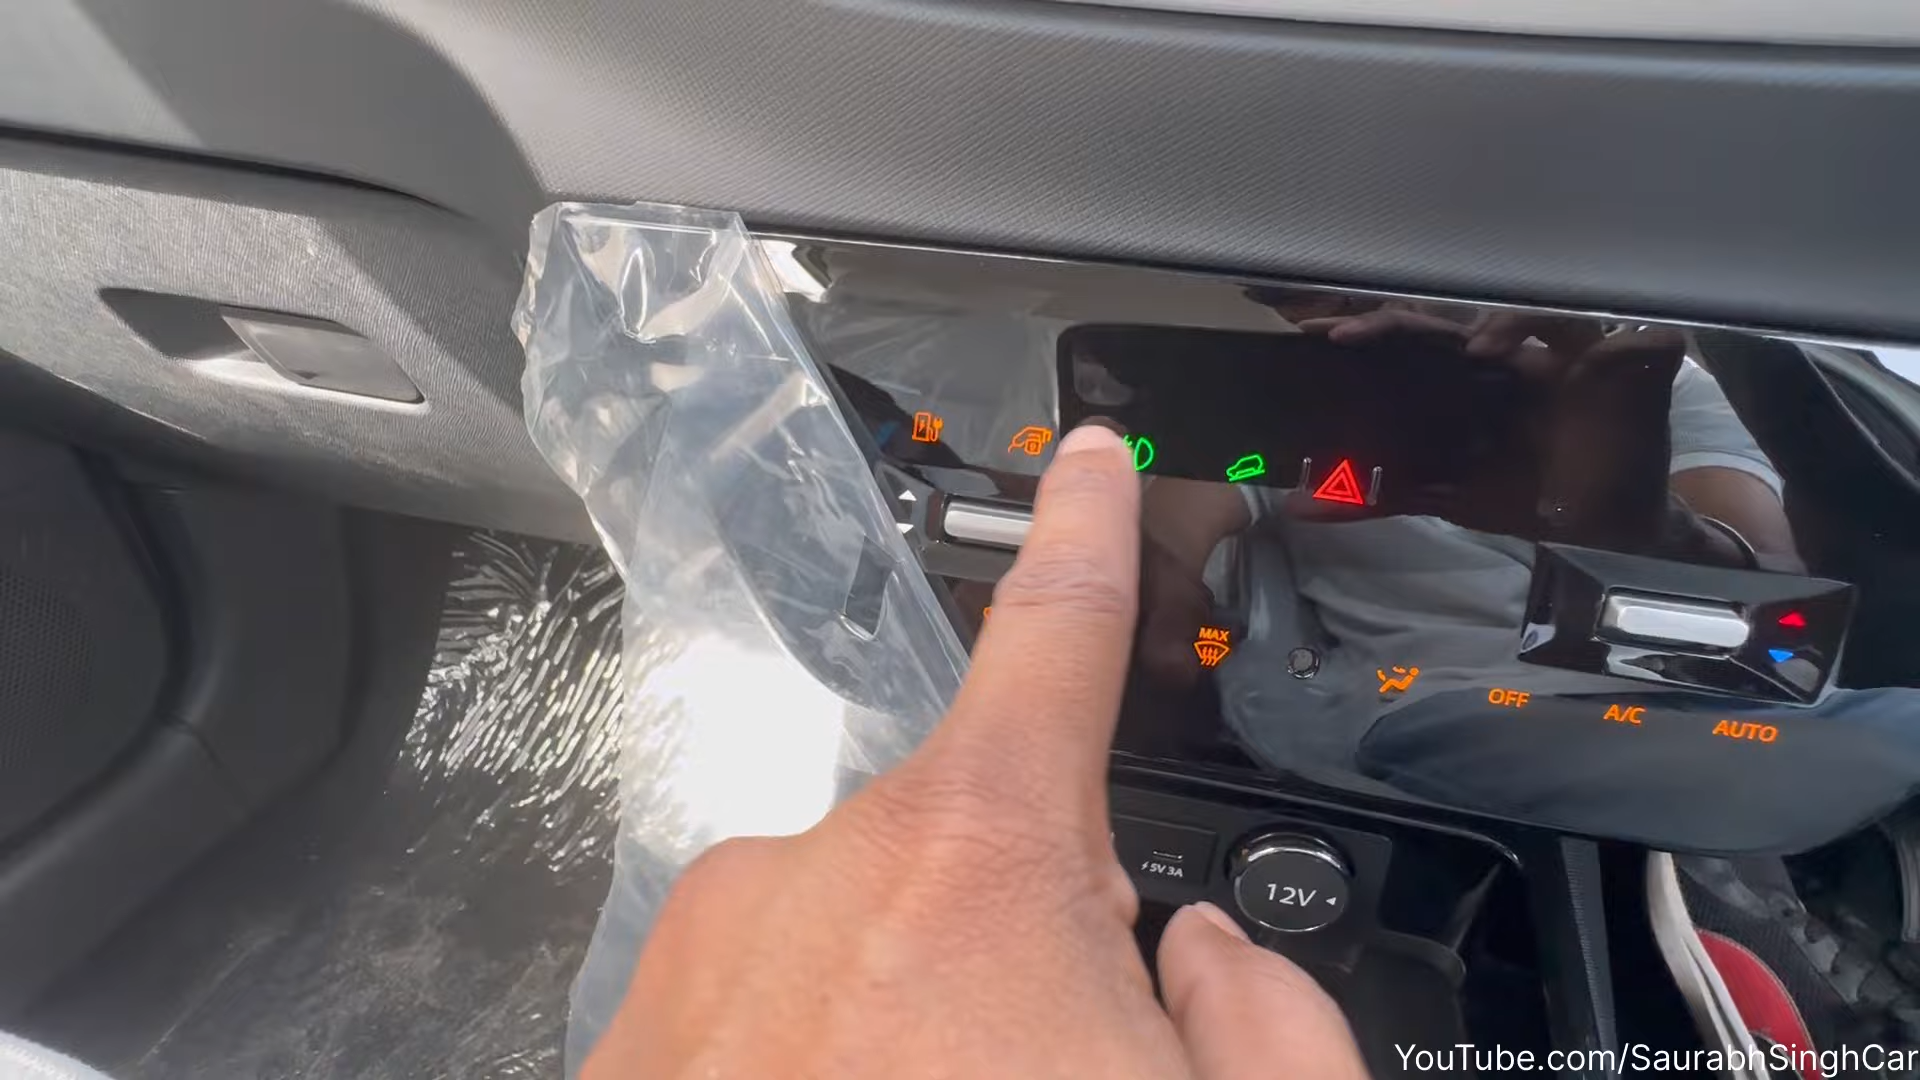 MAX
OFF
A/C
AUTO
5V 3A
12V
YouTube.com/SaurabhSinghCar